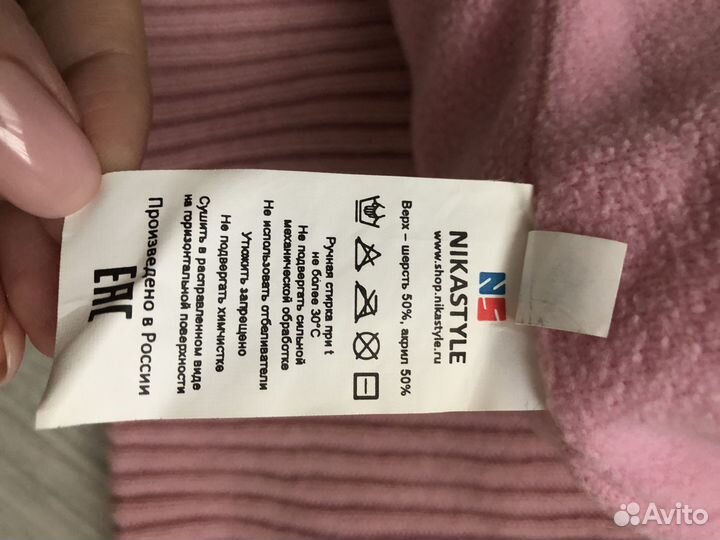 NS
NIKASTYLE
www.shop.nikastyle.ru
Верх – шерсть 50%, акрил 50%
Ручная стирка при t
не более 30°C
Не подвергать сильной
механической обработке
Не использовать отбеливатели
Утюжить запрещено
Не подвергать химчистке
Сушить в расправленном виде
на горизонтальной поверхности
EAC
Произведено в России
Avito